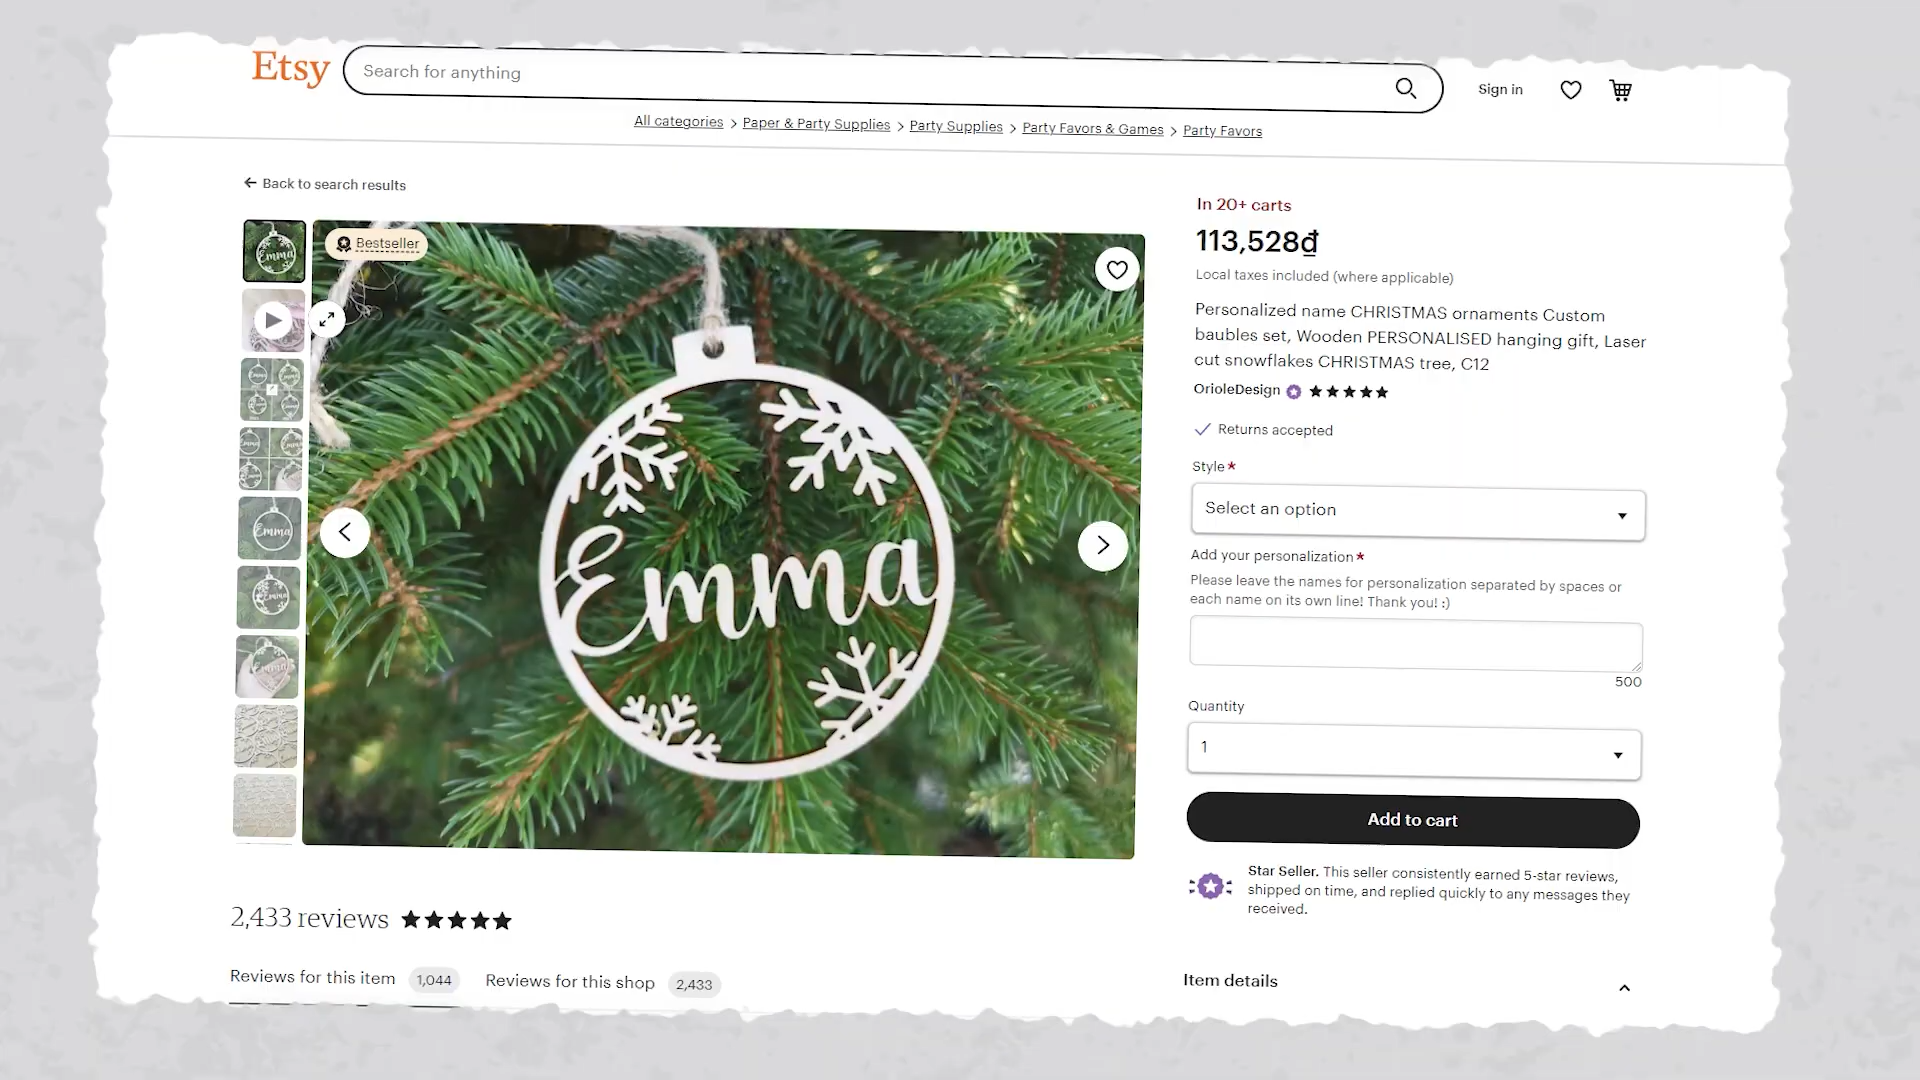 Etsy
Search for anything
Sign in
All categories > Paper & Party Supplies > Party Supplies > Party Favors & Games > Party Favors
Back to search results
Bestseller
Emma
In 20+ carts
113,528₫
Local taxes included (where applicable)
Personalized name CHRISTMAS ornaments Custom
baubles set, Wooden PERSONALISED hanging gift, Laser
cut snowflakes CHRISTMAS tree, C12
OrioleDesign
Returns accepted
Style*
Select an option
Add your personalization*
Please leave the names for personalization separated by spaces or
each name on its own line! Thank you! :)
500
Quantity
1
Add to cart
Star Seller. This seller consistently earned 5-star reviews,
shipped on time, and replied quickly to any messages they
received.
2,433 reviews
Reviews for this item 1,044 Reviews for this shop 2,433
Item details